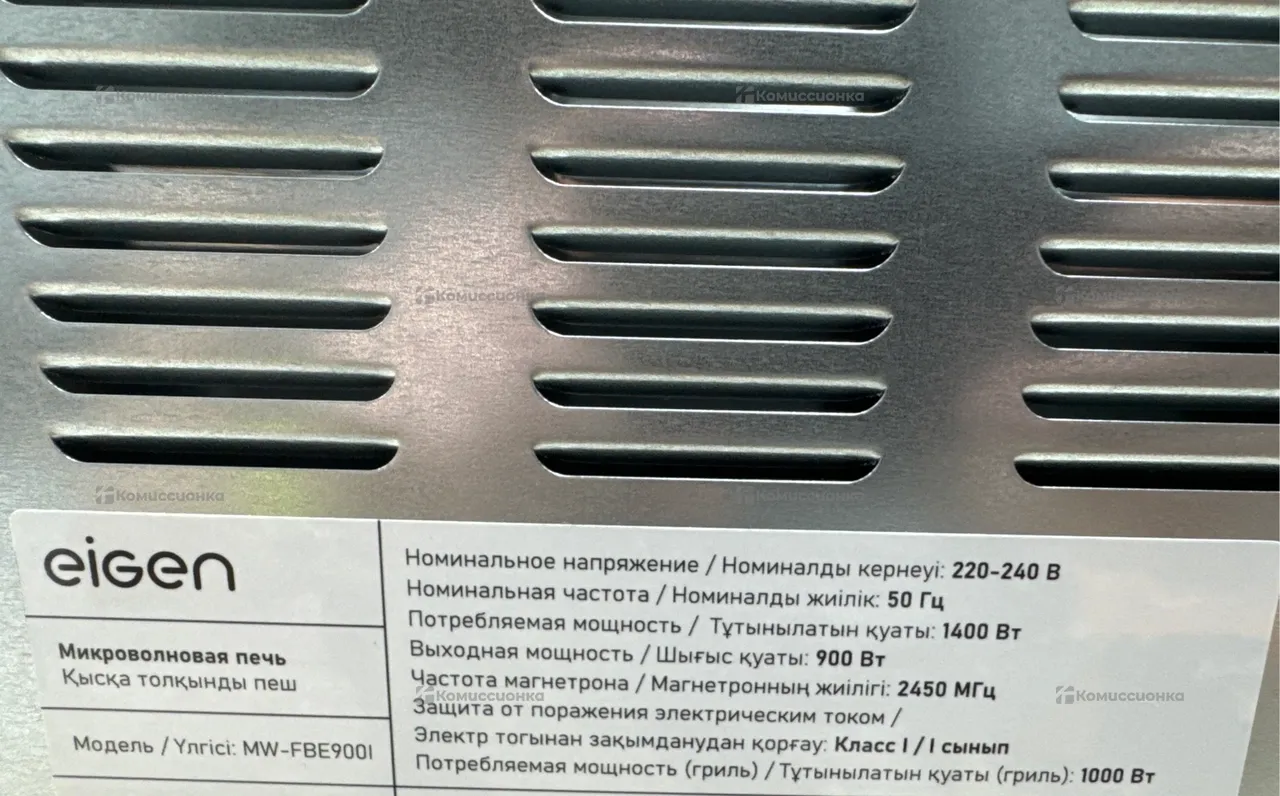 Комиссионка
Комиссионка
Комиссионка
Комиссионка
Комиссионка
Комиссионка
eigen
Микроволновая печь
Қысқа толқынды пеш
Модель / Үлгісі: MW-FBE900I
Номинальное напряжение / Номиналды кернеуі: 220-240 В
Номинальная частота / Номиналды жиілік: 50 Гц
Потребляемая мощность / Тұтынылатын қуаты: 1400 Вт
Выходная мощность / Шығыс қуаты: 900 Вт
Частота магнетрона / Магнетронның жиілігі: 2450 МГц
Защита от поражения электрическим током /
Электр тогынан зақымданудан қорғау: Класс I / I сынып
Потребляемая мощность (гриль) / Тұтынылатын қуаты (гриль): 1000 Вт
Комиссионка
Комиссионка